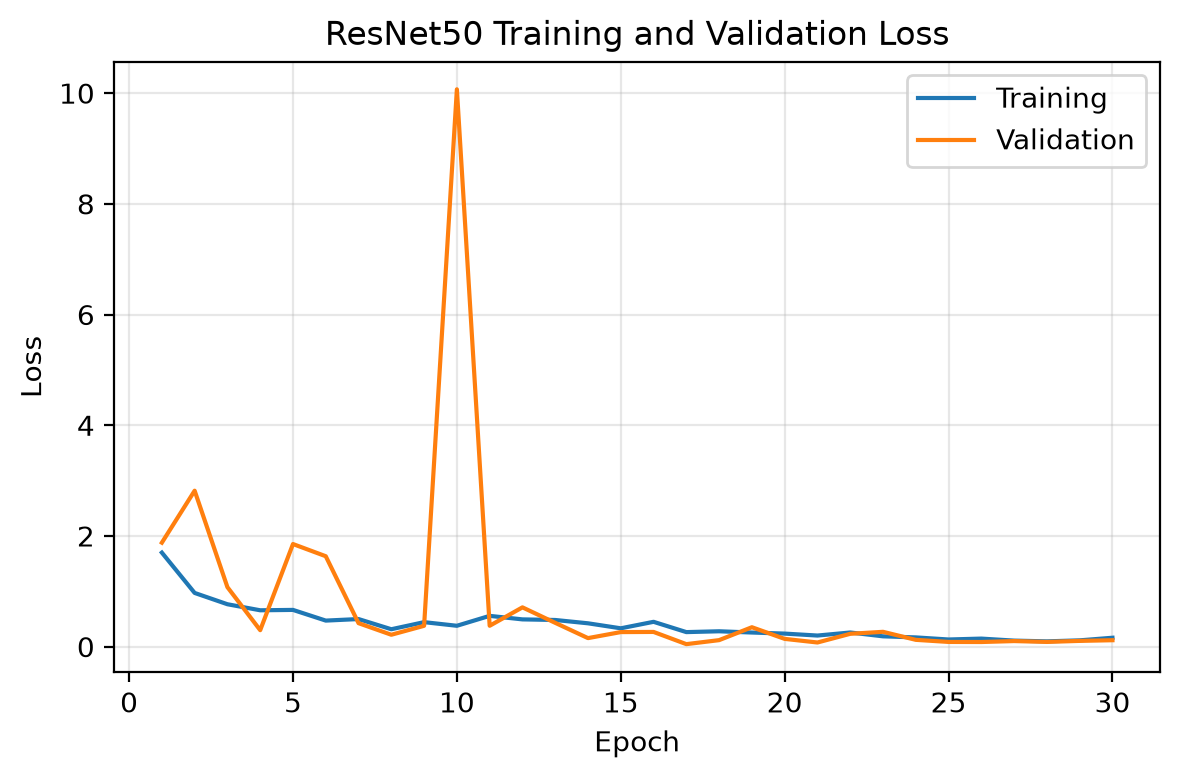 ResNet50 Training and Validation Loss
Training
Validation
10
8
6
4
2
0
Loss
0 5 10 15 20 25 30
Epoch